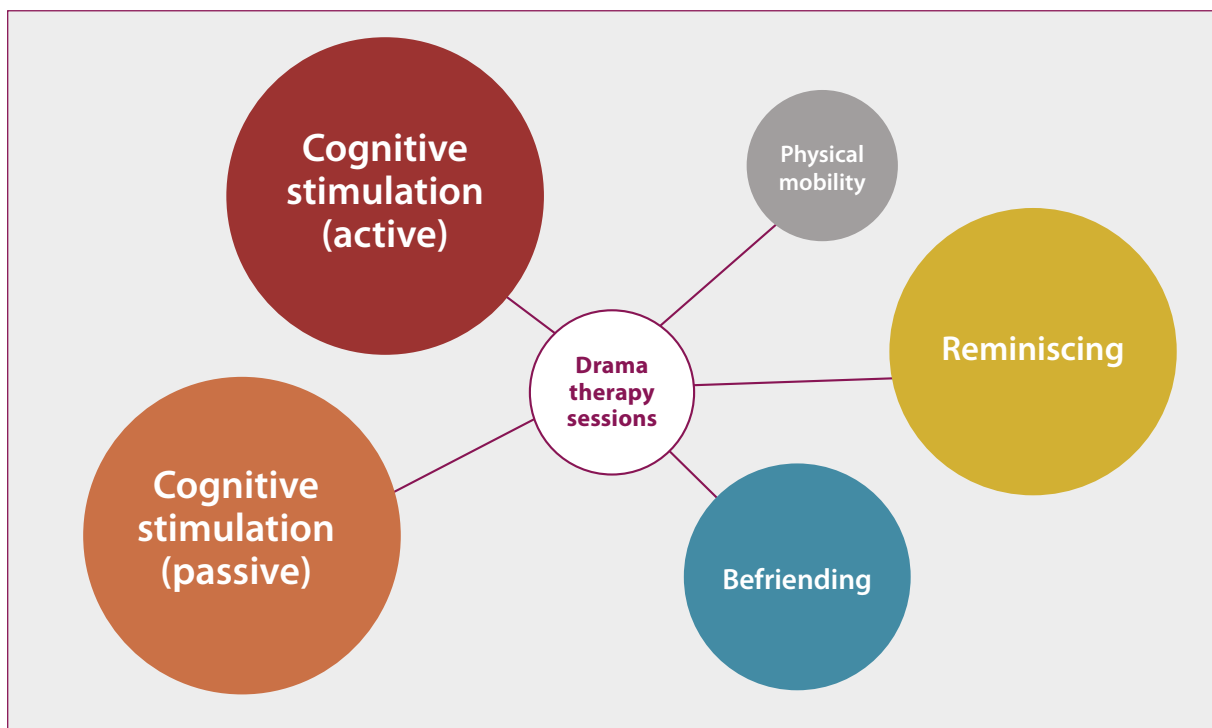 Cognitive
stimulation
(active)
Physical
mobility
Reminiscing
Drama
therapy
sessions
Cognitive
stimulation
(passive)
Befriending